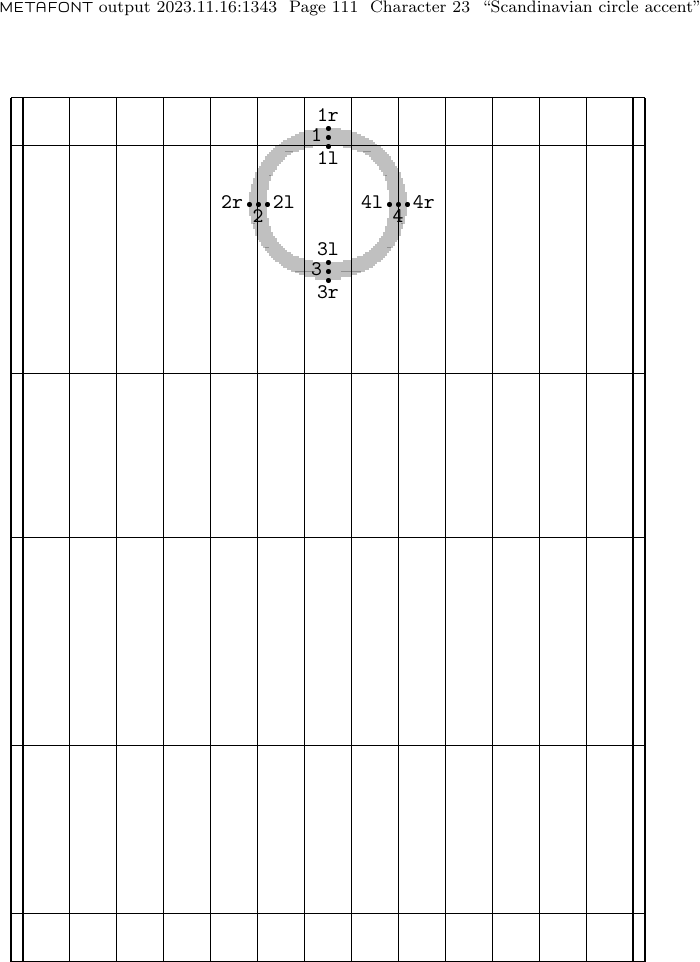 METAFONT output 2023.11.16:1343 Page 111 Character 23 “Scandinavian circle accent”
1r
1
1l
2r 2l 4l 4r
2 4
3l
3
3r